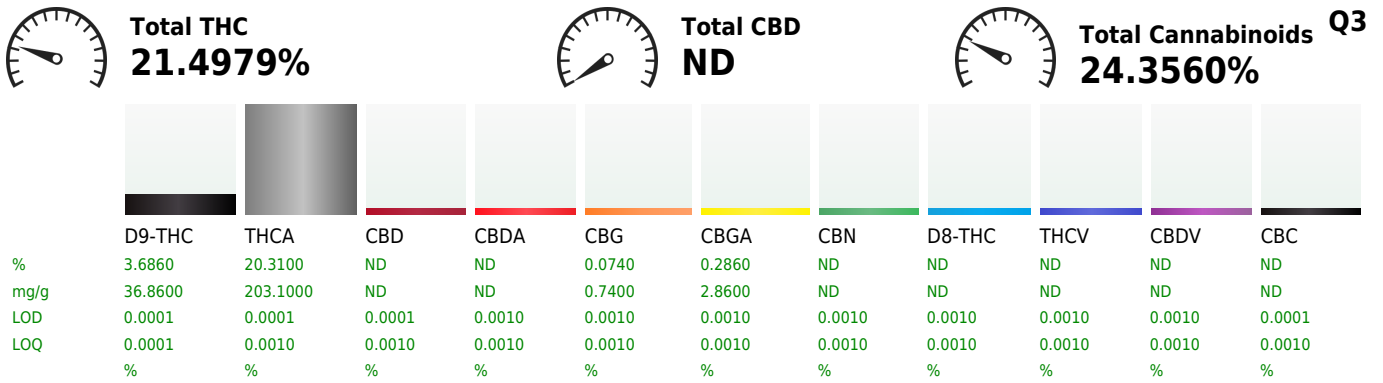 Total THC
21.4979%
Total CBD
ND
Total Cannabinoids
24.3560%
Q3
D9-THC THCA CBD CBDA CBG CBGA CBN D8-THC THCV CBDV CBC
% 3.6860 20.3100 ND ND 0.0740 0.2860 ND ND ND ND ND
mg/g 36.8600 203.1000 ND ND 0.7400 2.8600 ND ND ND ND ND
LOD 0.0001 0.0001 0.0001 0.0010 0.0010 0.0010 0.0010 0.0010 0.0010 0.0010 0.0001
LOQ 0.0001 0.0010 0.0010 0.0010 0.0010 0.0010 0.0010 0.0010 0.0010 0.0010 0.0010
% % % % % % % % % % %